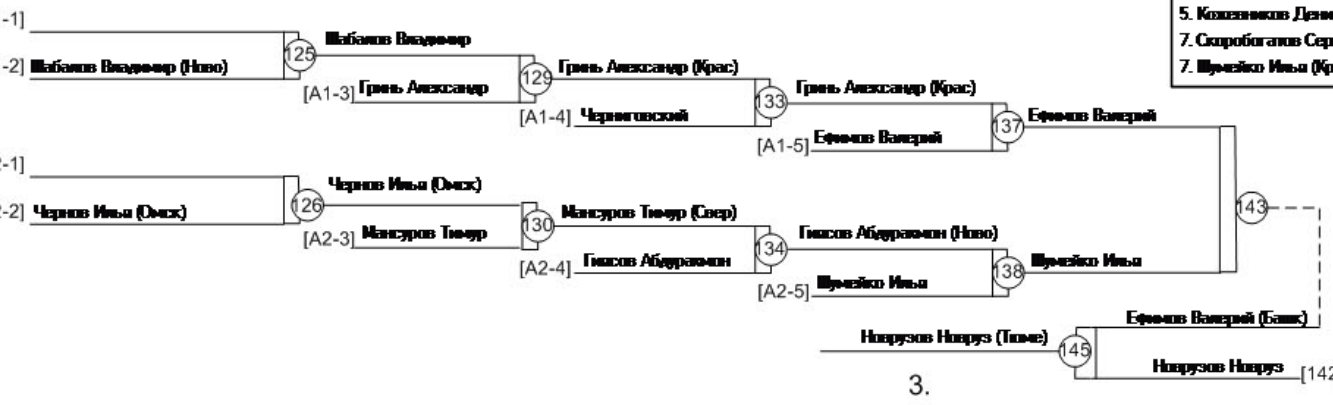 5. Кожевников Дени
-1]
125
Шабалов Владимир
-2] Шабалов Владимир (Ново)
7. Скоробогатов Сер
129
Гринь Александр (Крас)
7. Шумейко Илья (Кр
[A1-3] Гринь Александр
133
Гринь Александр (Крас)
[A1-4] Черниговский
137
Ефимов Валерий
[A1-5] Ефимов Валерий
2-1]
126
Чернов Илья (Омск)
143
2-2] Чернов Илья (Омск)
130
Мансуров Тимур (Свер)
[A2-3] Мансуров Тимур
134
Гиясов Абдуракмон (Ново)
[A2-4] Гиясов Абдуракмон
138
Шумейко Илья
[A2-5] Шумейко Илья
Ефимов Валерий (Башк)
Новрузов Новруз (Тюме)
145
Новрузов Новруз [142
3.